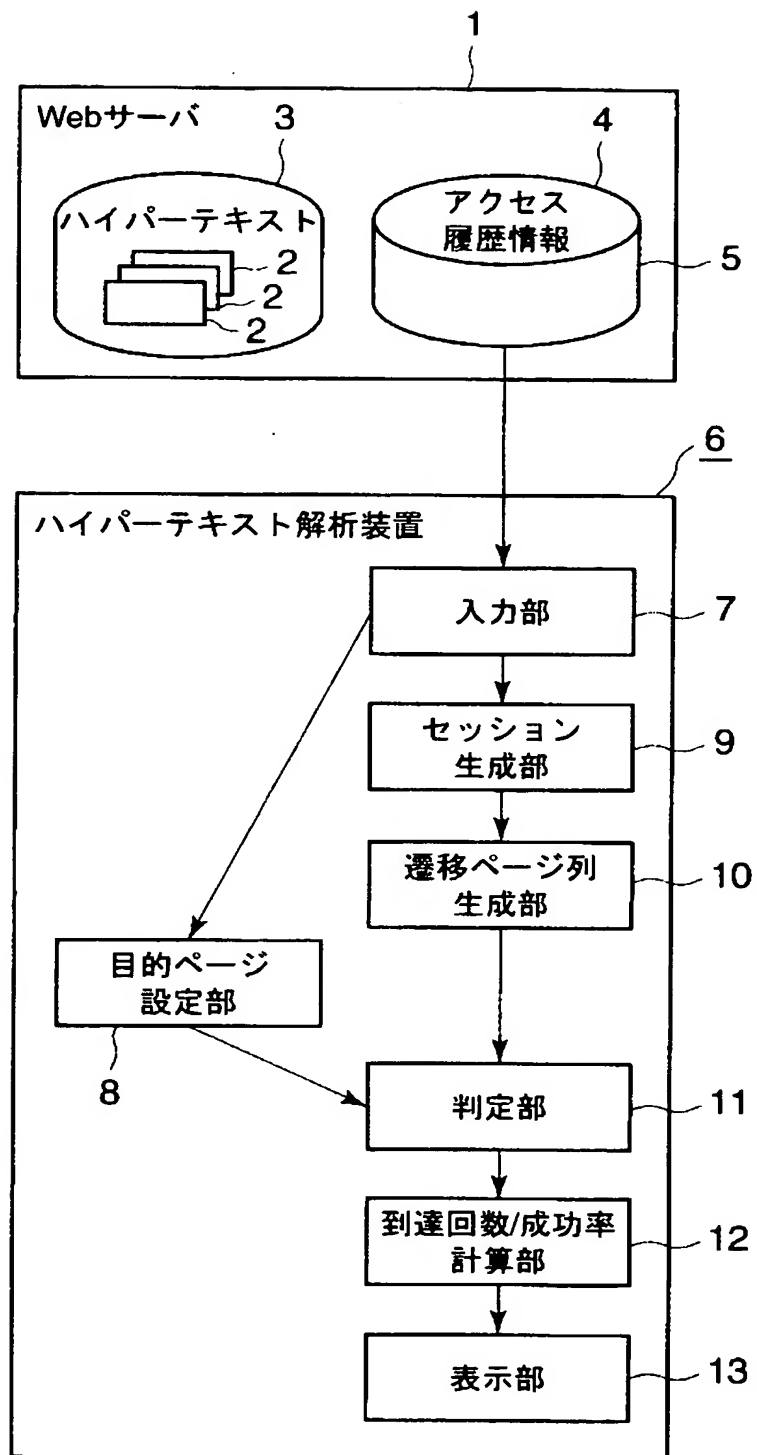 1
Webサーバ
3
4
ハイパーテキスト
2
2
2
アクセス
履歴情報
5
6
ハイパーテキスト解析装置
入力部
7
セッション
生成部
9
遷移ページ列
生成部
10
目的ページ
設定部
8
判定部
11
到達回数/成功率
計算部
12
表示部
13